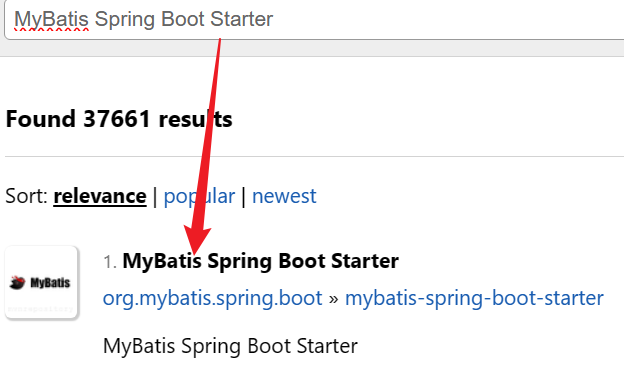 MyBatis Spring Boot Starter
Found 37661 results
Sort: relevance | popular | newest
1. MyBatis Spring Boot Starter
MyBatis
org.mybatis.spring.boot » mybatis-spring-boot-starter
MyBatis Spring Boot Starter